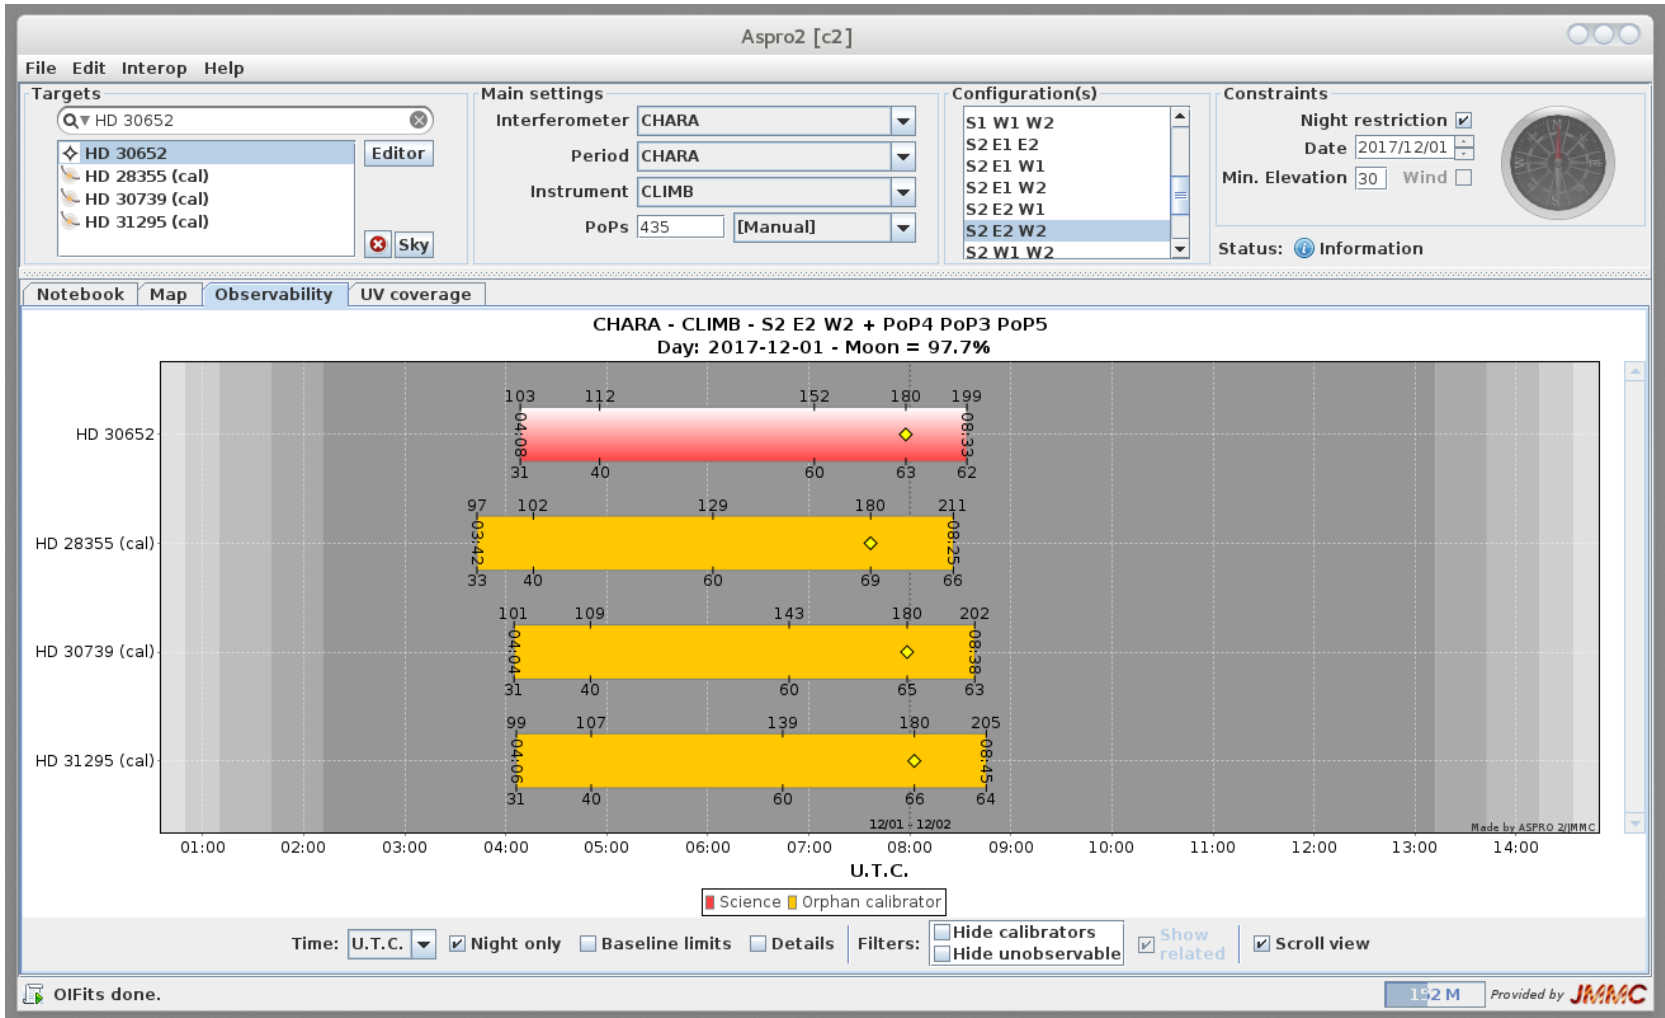 Aspro2 [c2]
File Edit Interop Help
Targets
HD 30652
HD 30652
HD 28355 (cal)
HD 30739 (cal)
HD 31295 (cal)
Editor
Sky
Main settings
Interferometer CHARA
Period CHARA
Instrument CLIMB
PoPs 435 [Manual]
Configuration(s)
S1 W1 W2
S2 E1 E2
S2 E1 W1
S2 E1 W2
S2 E2 W1
S2 E2 W2
S2 W1 W2
Constraints
Night restriction
Date 2017/12/01
Min. Elevation 30 Wind
N
E
S
W
Status: Information
Notebook Map Observability UV coverage
CHARA - CLIMB - S2 E2 W2 + PoP4 PoP3 PoP5
Day: 2017-12-01 - Moon = 97.7%
103 112 152 180 199
HD 30652 04:08 08:33
31 40 60 63 62
97 102 129 180 211
HD 28355 (cal) 03:42 08:25
33 40 60 69 66
101 109 143 180 202
HD 30739 (cal) 04:04 08:38
31 40 60 65 63
99 107 139 180 205
HD 31295 (cal) 04:06 08:45
31 40 60 66 64
12/01 - 12/02
Made by ASPRO 2/JMMC
01:00 02:00 03:00 04:00 05:00 06:00 07:00 08:00 09:00 10:00 11:00 12:00 13:00 14:00
U.T.C.
Science Orphan calibrator
Time: U.T.C. Night only Baseline limits Details Filters: Hide calibrators Hide unobservable Show related Scroll view
OIFits done.
152 M Provided by JMMC